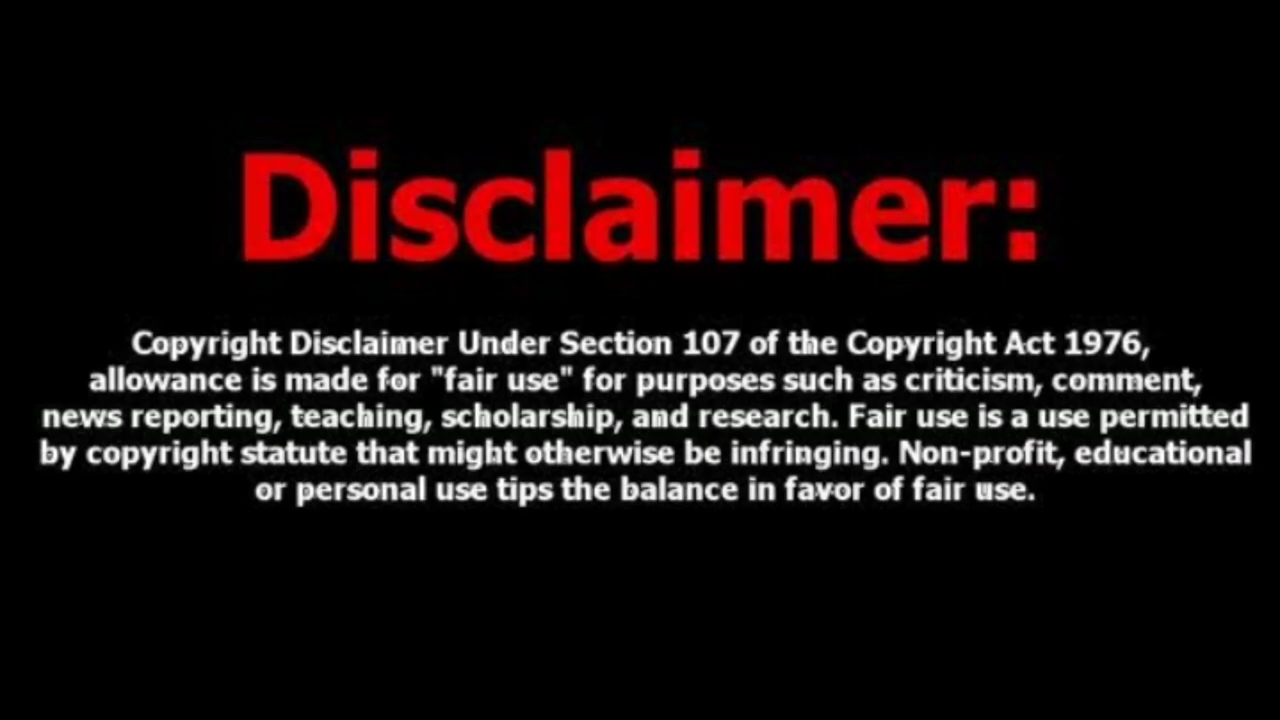 Disclaimer:
Copyright Disclaimer Under Section 107 of the Copyright Act 1976,
allowance is made for "fair use" for purposes such as criticism, comment,
news reporting, teaching, scholarship, and research. Fair use is a use permitted
by copyright statute that might otherwise be infringing. Non-profit, educational
or personal use tips the balance in favor of fair use.